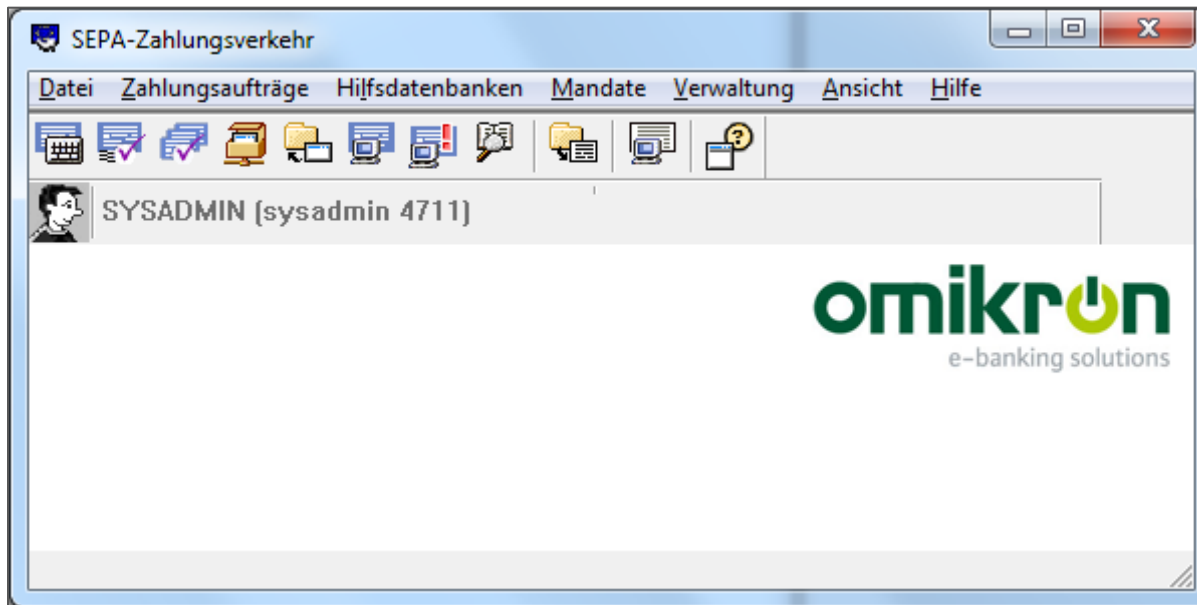 SEPA-Zahlungsverkehr
Datei Zahlungsaufträge Hilfsdatenbanken Mandate Verwaltung Ansicht Hilfe
SYSADMIN (sysadmin 4711)
omikron
e-banking solutions